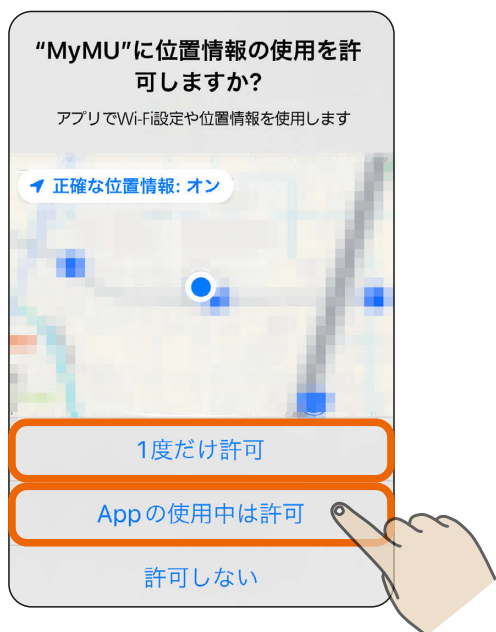 “MyMU”に位置情報の使用を許
可しますか?
アプリでWi-Fi設定や位置情報を使用します
正確な位置情報: オン
1度だけ許可
Appの使用中は許可
許可しない